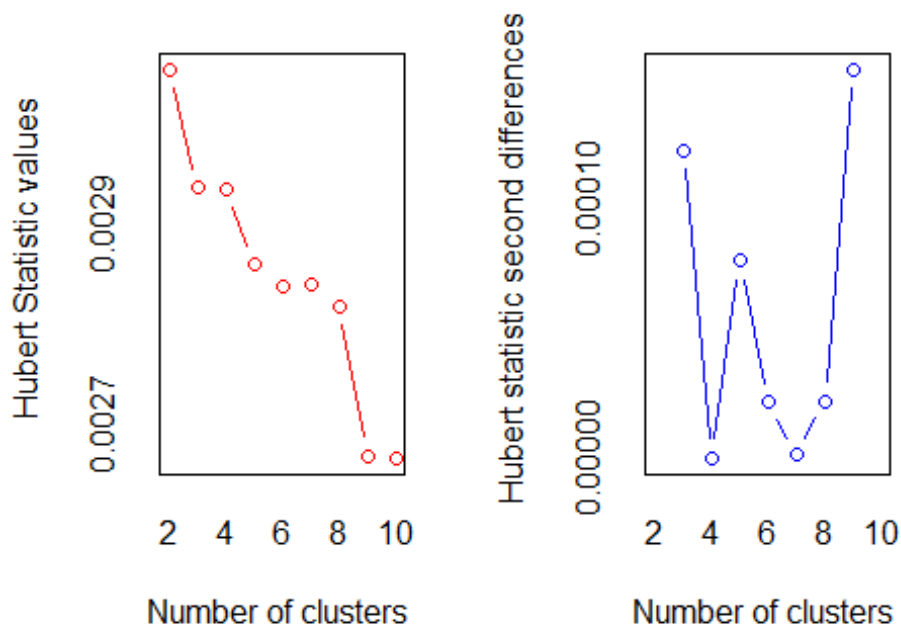 Hubert Statistic values
0.0027 0.0029
2 4 6 8 10
Number of clusters
Hubert statistic second differences
0.00000 0.00010
2 4 6 8 10
Number of clusters